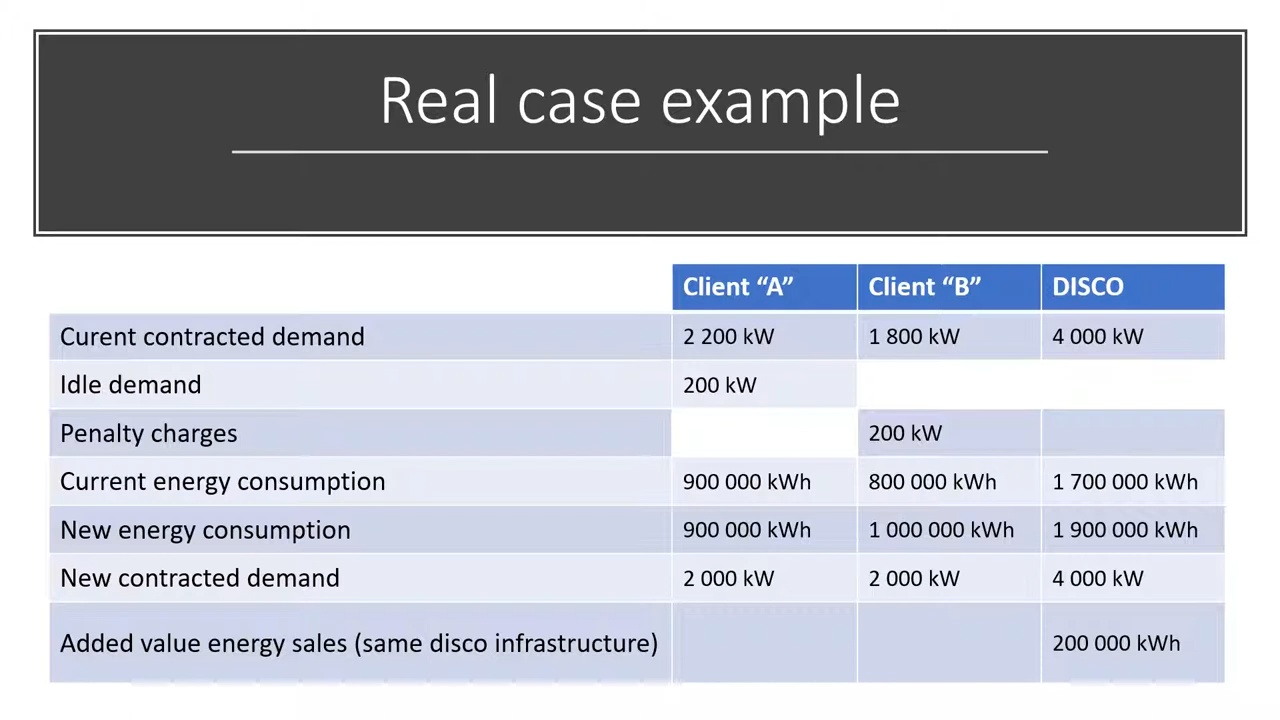 Real case example
Client “A” Client “B” DISCO
Curent contracted demand 2 200 kW 1 800 kW 4 000 kW
Idle demand 200 kW
Penalty charges 200 kW
Current energy consumption 900 000 kWh 800 000 kWh 1 700 000 kWh
New energy consumption 900 000 kWh 1 000 000 kWh 1 900 000 kWh
New contracted demand 2 000 kW 2 000 kW 4 000 kW
Added value energy sales (same disco infrastructure) 200 000 kWh